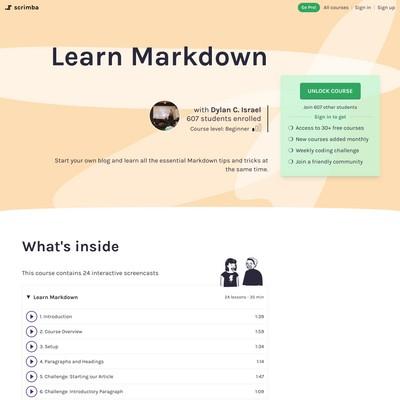 scrimba
Go Pro! All courses Sign in Sign up
Learn Markdown
with Dylan C. Israel
607 students enrolled
Course level: Beginner
Start your own blog and learn all the essential Markdown tips and tricks at
the same time.
UNLOCK COURSE
Join 607 other students
Sign in to get
Access to 30+ free courses
New courses added monthly
Weekly coding challenge
Join a friendly community
What's inside
This course contains 24 interactive screencasts
Learn Markdown 24 lessons - 35 min
1. Introduction 1:39
2. Course Overview 1:59
3. Setup 1:34
4. Paragraphs and Headings 1:14
5. Challenge: Starting our Article 1:47
6. Challenge: Introductory Paragraph 1:09